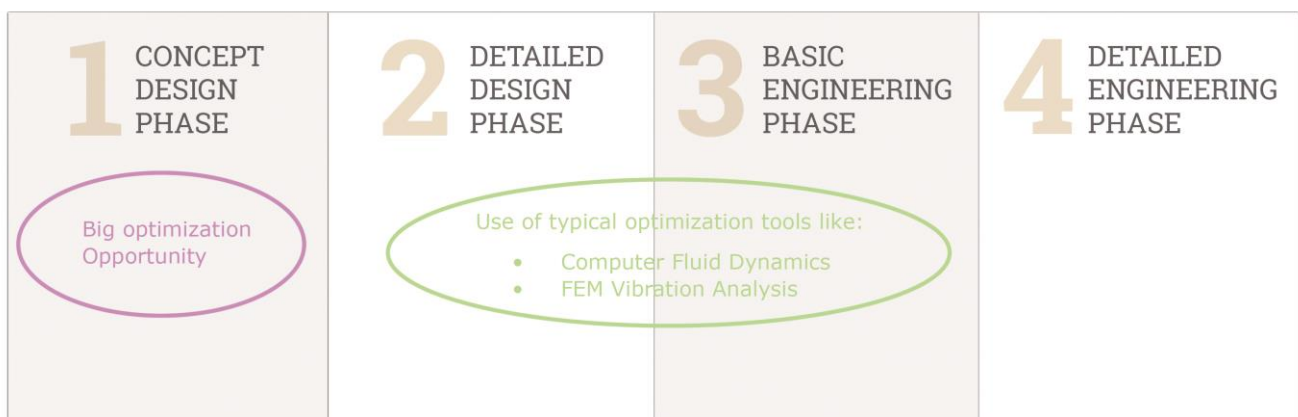 1
CONCEPT
DESIGN
PHASE
2
DETAILED
DESIGN
PHASE
3
BASIC
ENGINEERING
PHASE
4
DETAILED
ENGINEERING
PHASE
Big optimization
Opportunity
Use of typical optimization tools like:
• Computer Fluid Dynamics
• FEM Vibration Analysis